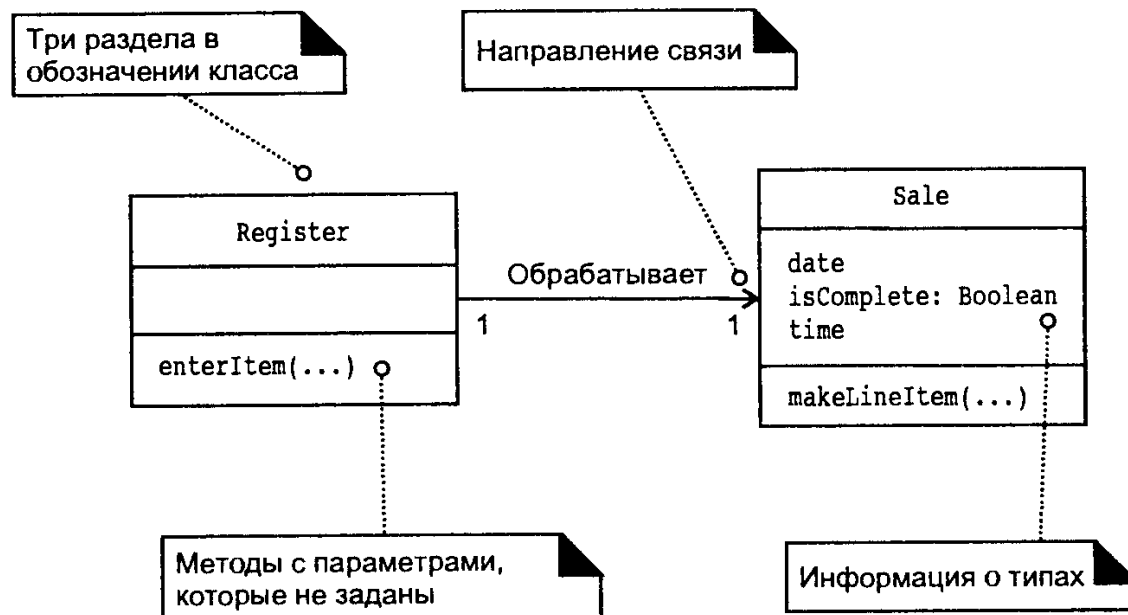 Три раздела в
обозначении класса
Направление связи
Register
enterItem(...)
Обрабатывает
1
1
Sale
date
isComplete: Boolean
time
makeLineItem(...)
Методы с параметрами,
которые не заданы
Информация о типах